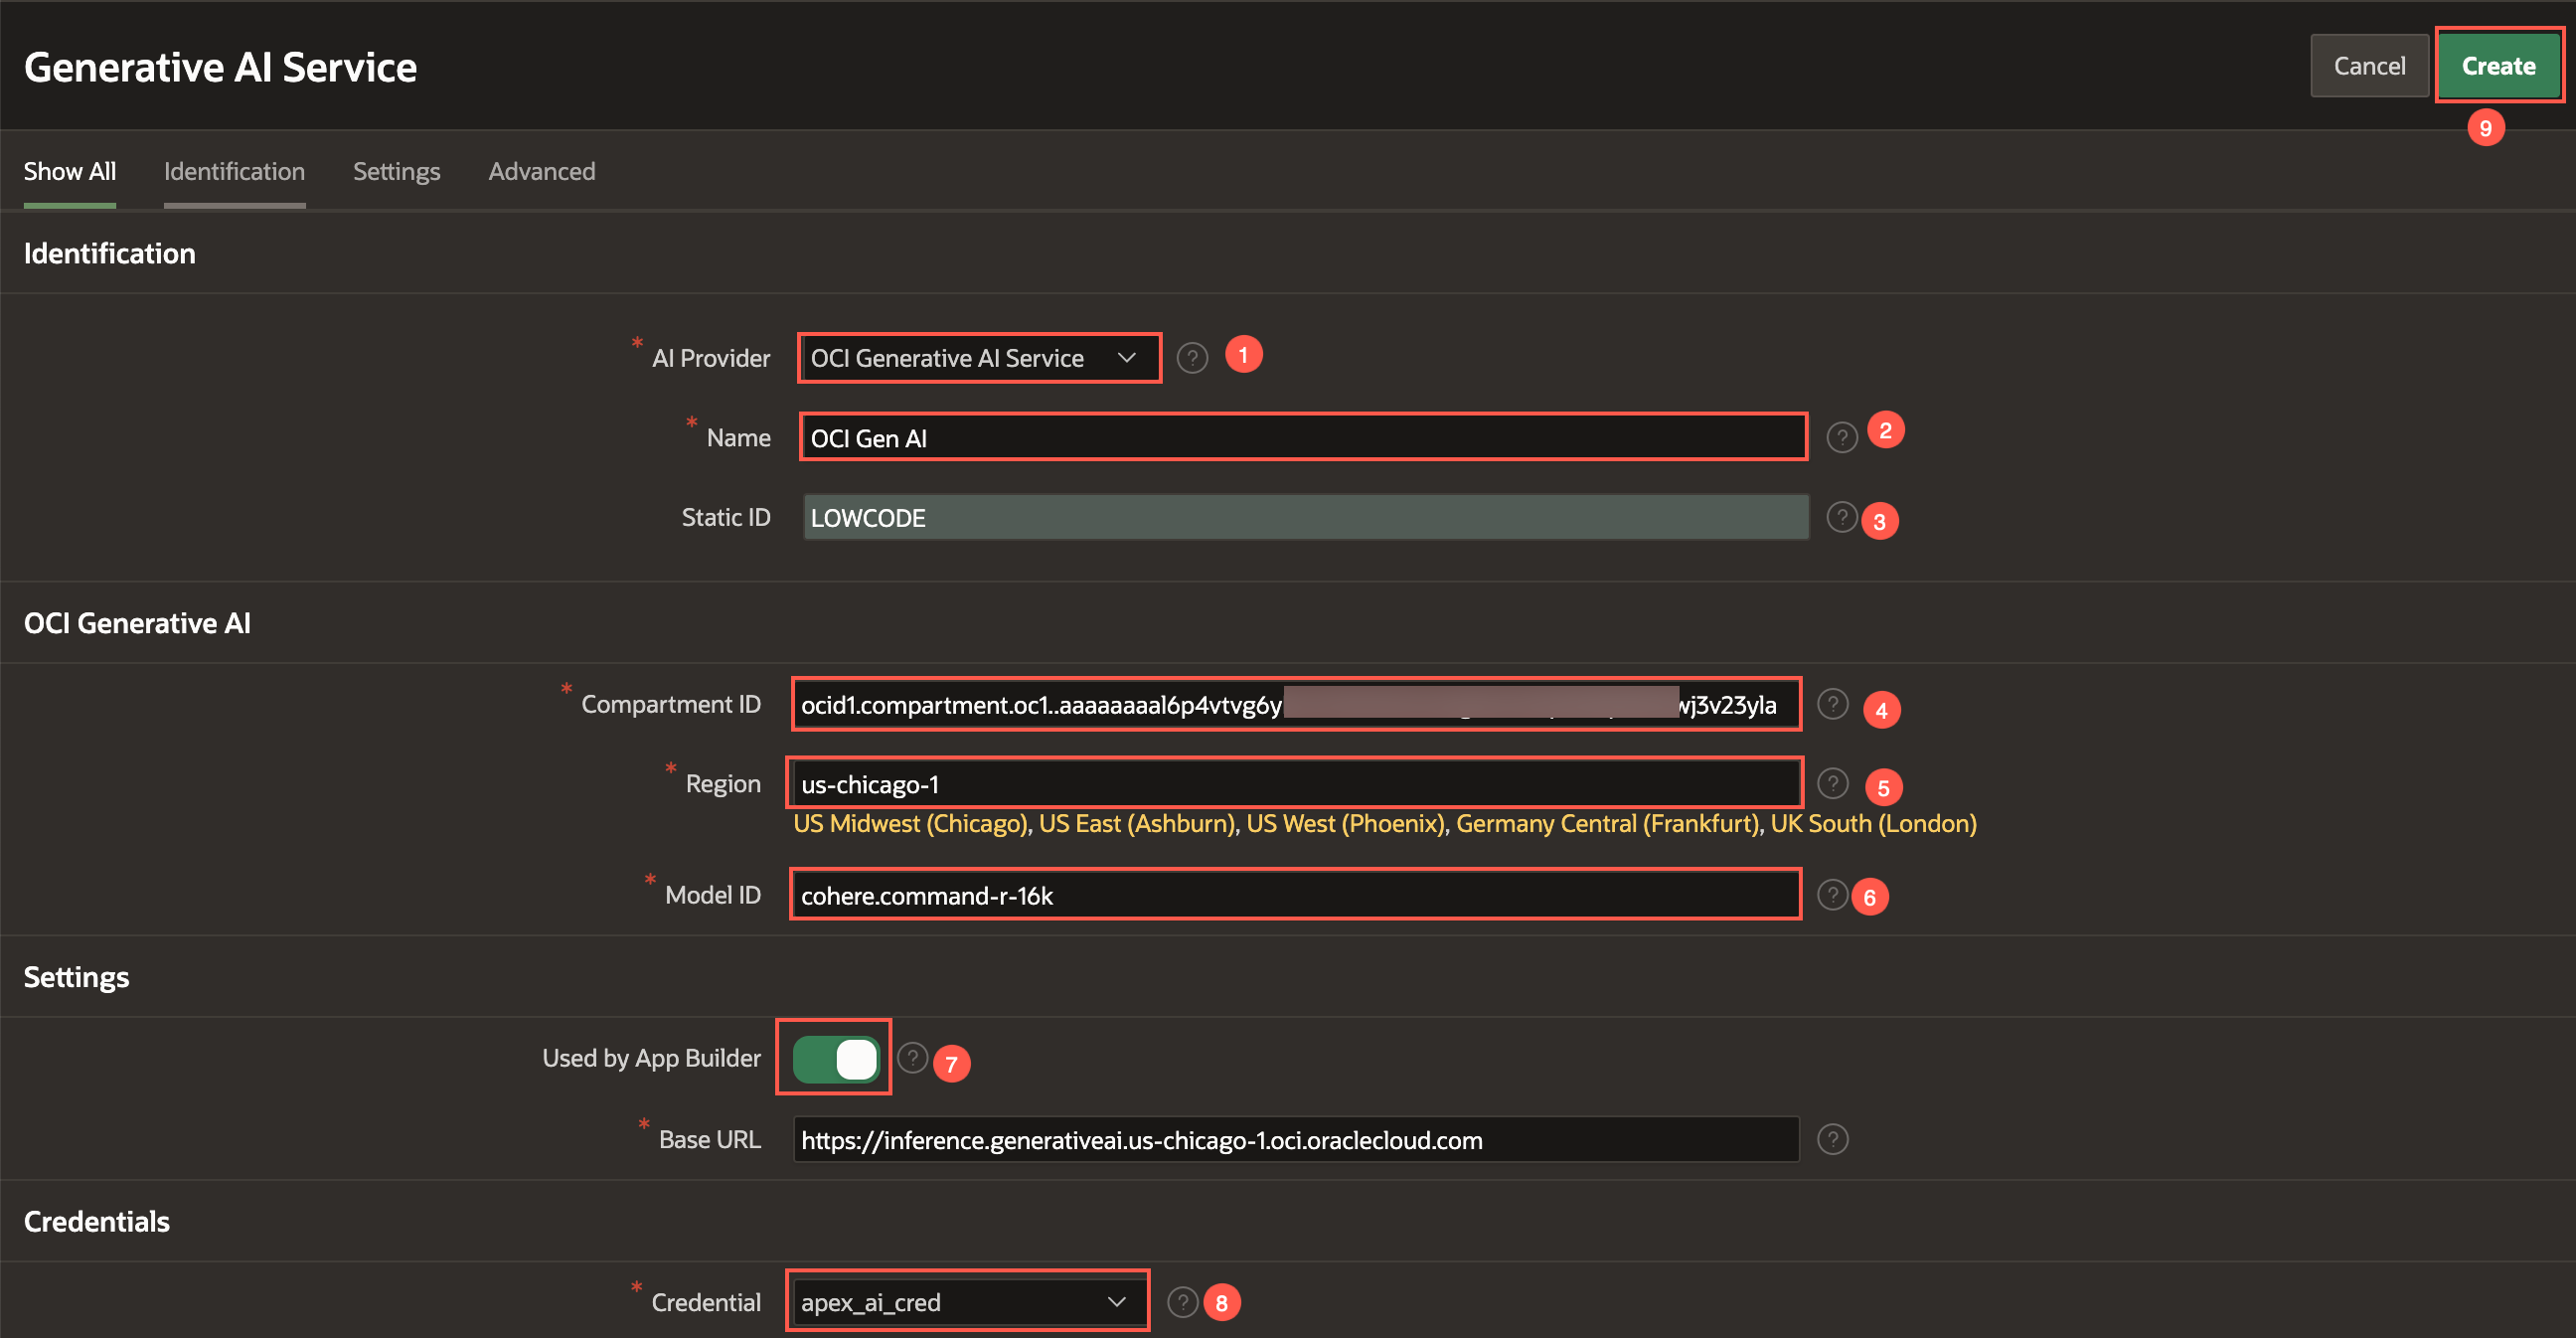 Generative AI Service
Cancel
Create
9
Show All
Identification
Settings
Advanced
Identification
* AI Provider
OCI Generative AI Service
?
1
* Name
OCI Gen AI
?
2
Static ID
LOWCODE
?
3
OCI Generative AI
* Compartment ID
ocid1.compartment.oc1..aaaaaaaal6p4vtvg6y wj3v23yla
?
4
* Region
us-chicago-1
?
5
US Midwest (Chicago), US East (Ashburn), US West (Phoenix), Germany Central (Frankfurt), UK South (London)
* Model ID
cohere.command-r-16k
?
6
Settings
Used by App Builder
?
7
* Base URL
https://inference.generativeai.us-chicago-1.oci.oraclecloud.com
?
Credentials
* Credential
apex_ai_cred
?
8